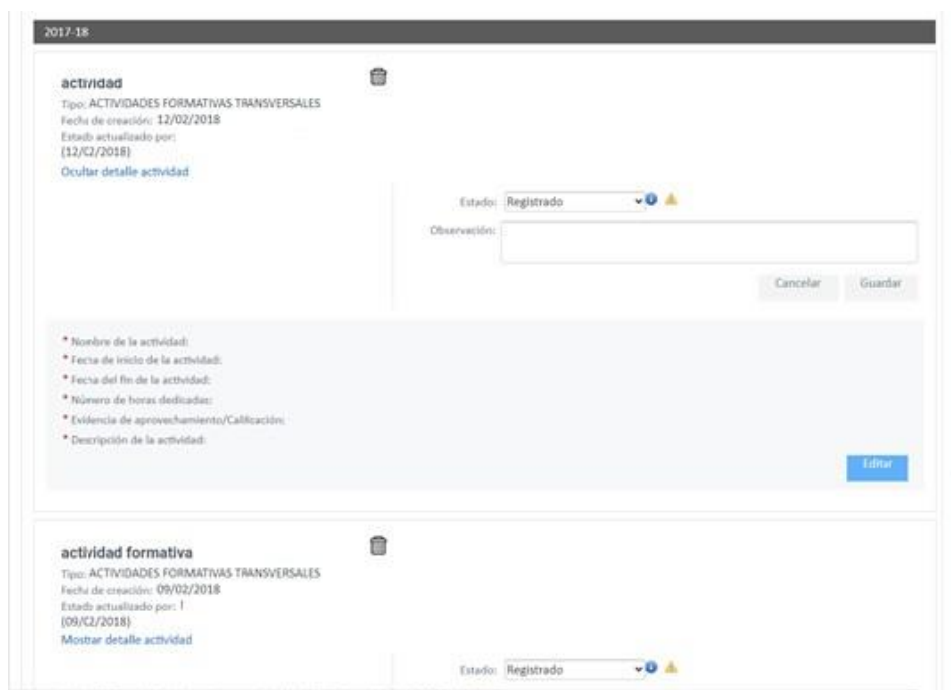 2017-18
actividad
Tipo: ACTIVIDADES FORMATIVAS TRANSVERSALES
Fecha de creación: 12/02/2018
Estado actualizado por:
(12/02/2018)
Ocultar detalle actividad
Estado: Registrado
Observación:
Cancelar Guardar
* Nombre de la actividad:
* Fecha de inicio de la actividad:
* Fecha del fin de la actividad:
* Número de horas dedicadas:
* Evidencia de aprovechamiento/Calificación:
* Descripción de la actividad:
Editar
actividad formativa
Tipo: ACTIVIDADES FORMATIVAS TRANSVERSALES
Fecha de creación: 09/02/2018
Estado actualizado por:
(09/02/2018)
Mostrar detalle actividad
Estado: Registrado